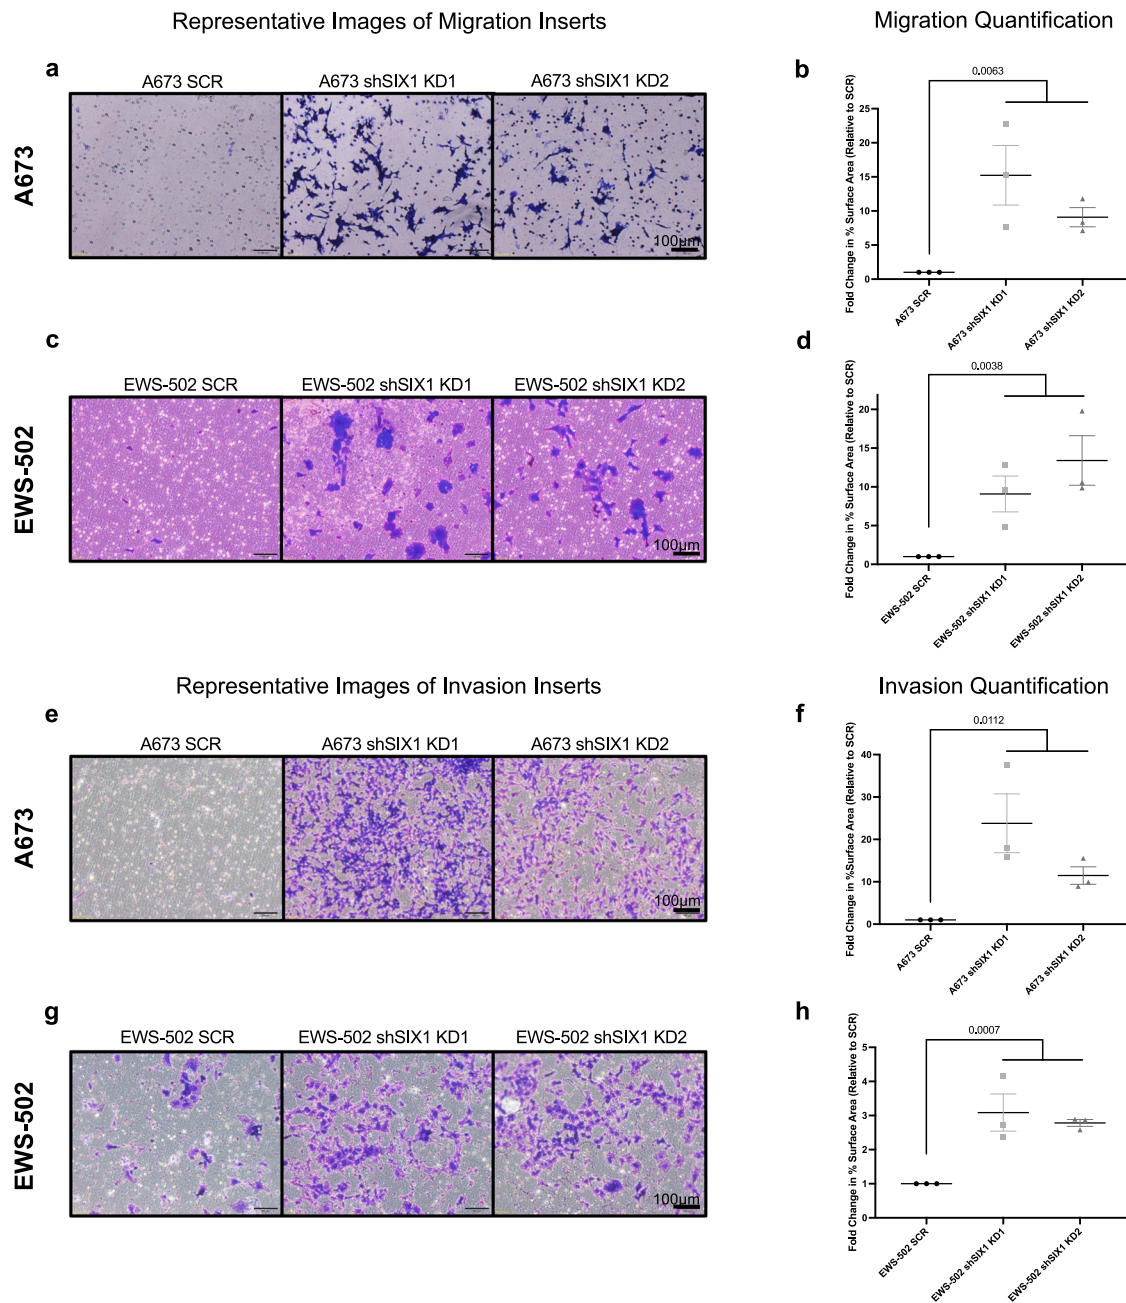 Representative Images of Migration Inserts
Migration Quantification
a
A673 SCR
A673 shSIX1 KD1
A673 shSIX1 KD2
A673
100µm
b
0.0063
Fold Change in % Surface Area (Relative to SCR)
25
20
15
10
5
0
A673 SCR
A673 shSIX1 KD1
A673 shSIX1 KD2
c
EWS-502 SCR
EWS-502 shSIX1 KD1
EWS-502 shSIX1 KD2
EWS-502
100µm
d
0.0038
Fold Change in % Surface Area (Relative to SCR)
20
15
10
5
0
EWS-502 SCR
EWS-502 shSIX1 KD1
EWS-502 shSIX1 KD2
Representative Images of Invasion Inserts
Invasion Quantification
e
A673 SCR
A673 shSIX1 KD1
A673 shSIX1 KD2
A673
100µm
f
0.0112
Fold Change in %Surface Area (Relative to SCR)
40
30
20
10
0
A673 SCR
A673 shSIX1 KD1
A673 shSIX1 KD2
g
EWS-502 SCR
EWS-502 shSIX1 KD1
EWS-502 shSIX1 KD2
EWS-502
100µm
h
0.0007
Fold Change in % Surface Area (Relative to SCR)
5
4
3
2
1
0
EWS-502 SCR
EWS-502 shSIX1 KD1
EWS-502 shSIX1 KD2